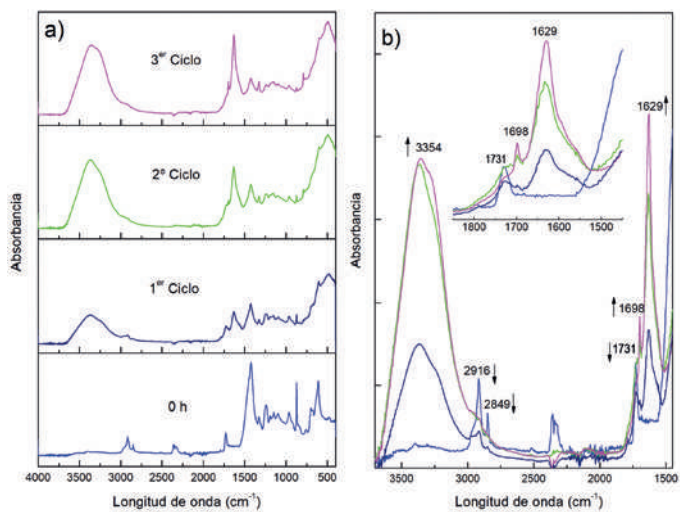 a)
3er Ciclo
2º Ciclo
1er Ciclo
0 h
Absorbancia
4000 3500 3000 2500 2000 1500 1000 500
Longitud de onda (cm-1)
b)
1629
1698
1731
1800 1700 1600 1500
3354
1629
1698
1731
2916
2849
Absorbancia
3500 3000 2500 2000 1500
Longitud de onda (cm-1)